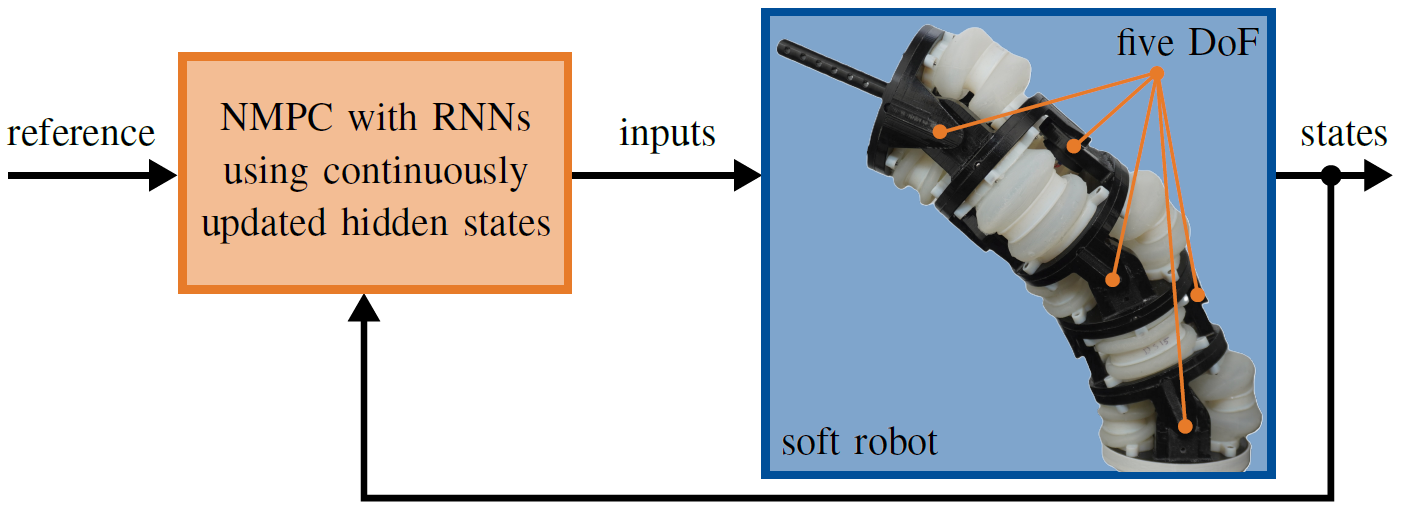 reference
NMPC with RNNs
using continuously
updated hidden states
inputs
five DoF
soft robot
states